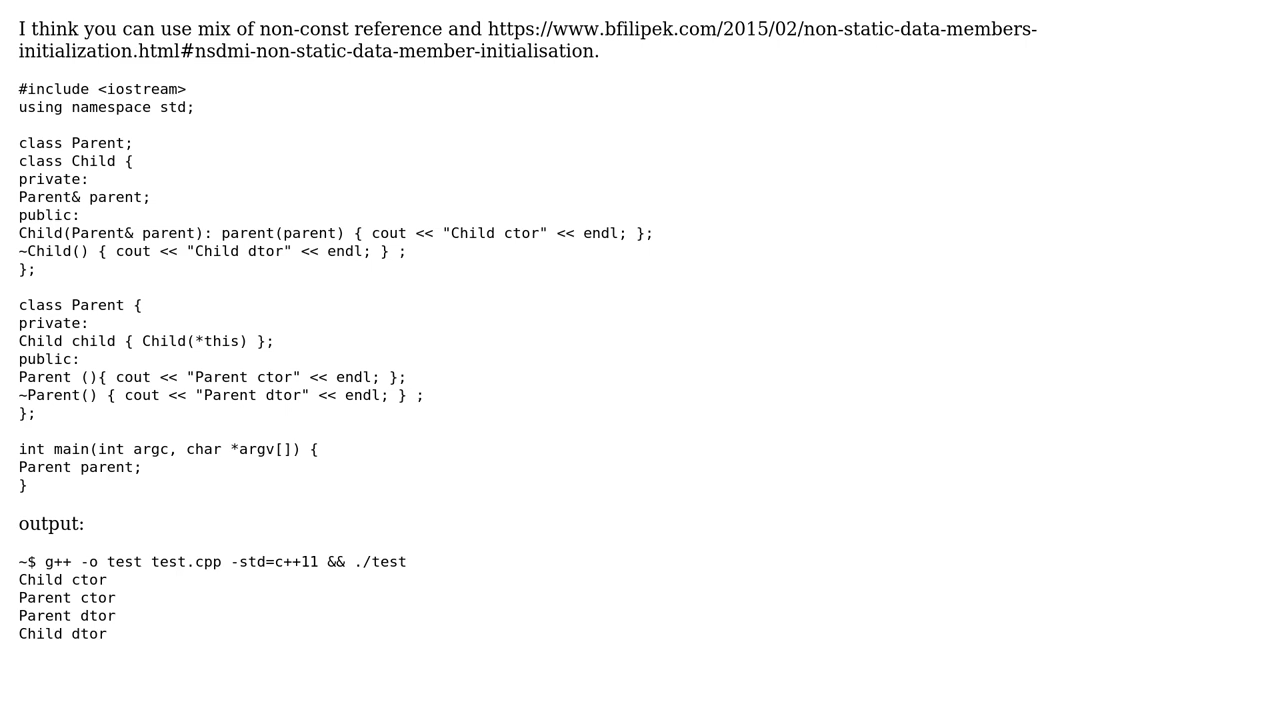 I think you can use mix of non-const reference and https://www.bfilipek.com/2015/02/non-static-data-members-
initialization.html#nsdmi-non-static-data-member-initialisation.
#include <iostream>
using namespace std;
class Parent;
class Child {
private:
Parent& parent;
public:
Child(Parent& parent): parent(parent) { cout << "Child ctor" << endl; };
~Child() { cout << "Child dtor" << endl; } ;
};
class Parent {
private:
Child child { Child(*this) };
public:
Parent (){ cout << "Parent ctor" << endl; };
~Parent() { cout << "Parent dtor" << endl; } ;
};
int main(int argc, char *argv[]) {
Parent parent;
}
output:
~$ g++ -o test test.cpp -std=c++11 && ./test
Child ctor
Parent ctor
Parent dtor
Child dtor